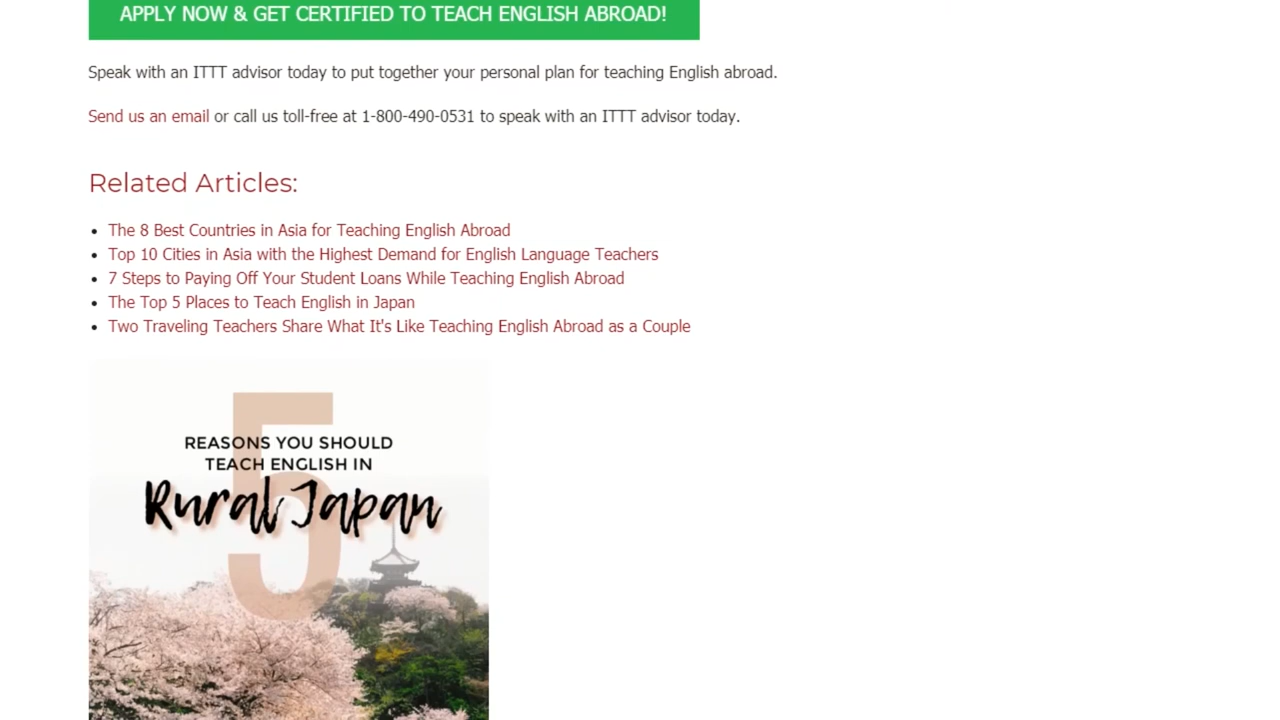 APPLY NOW & GET CERTIFIED TO TEACH ENGLISH ABROAD!
Speak with an ITTT advisor today to put together your personal plan for teaching English abroad.
Send us an email or call us toll-free at 1-800-490-0531 to speak with an ITTT advisor today.
Related Articles:
The 8 Best Countries in Asia for Teaching English Abroad
Top 10 Cities in Asia with the Highest Demand for English Language Teachers
7 Steps to Paying Off Your Student Loans While Teaching English Abroad
The Top 5 Places to Teach English in Japan
Two Traveling Teachers Share What It's Like Teaching English Abroad as a Couple
5
REASONS YOU SHOULD
TEACH ENGLISH IN
Rural Japan